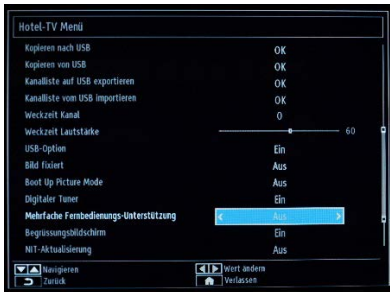 Hotel-TV Menü
Kopieren nach USB OK
Kopieren von USB OK
Kanalliste auf USB exportieren OK
Kanalliste vom USB importieren OK
Weckzeit Kanal 0
Weckzeit Lautstärke 60
USB-Option Ein
Bild fixiert Aus
Boot Up Picture Mode Aus
Digitaler Tuner Ein
Mehrfache Fernbedienungs-Unterstützung Aus
Begrüssungsbildschirm Ein
NIT-Aktualisierung Aus
Navigieren Wert ändern
Zurück Verlassen